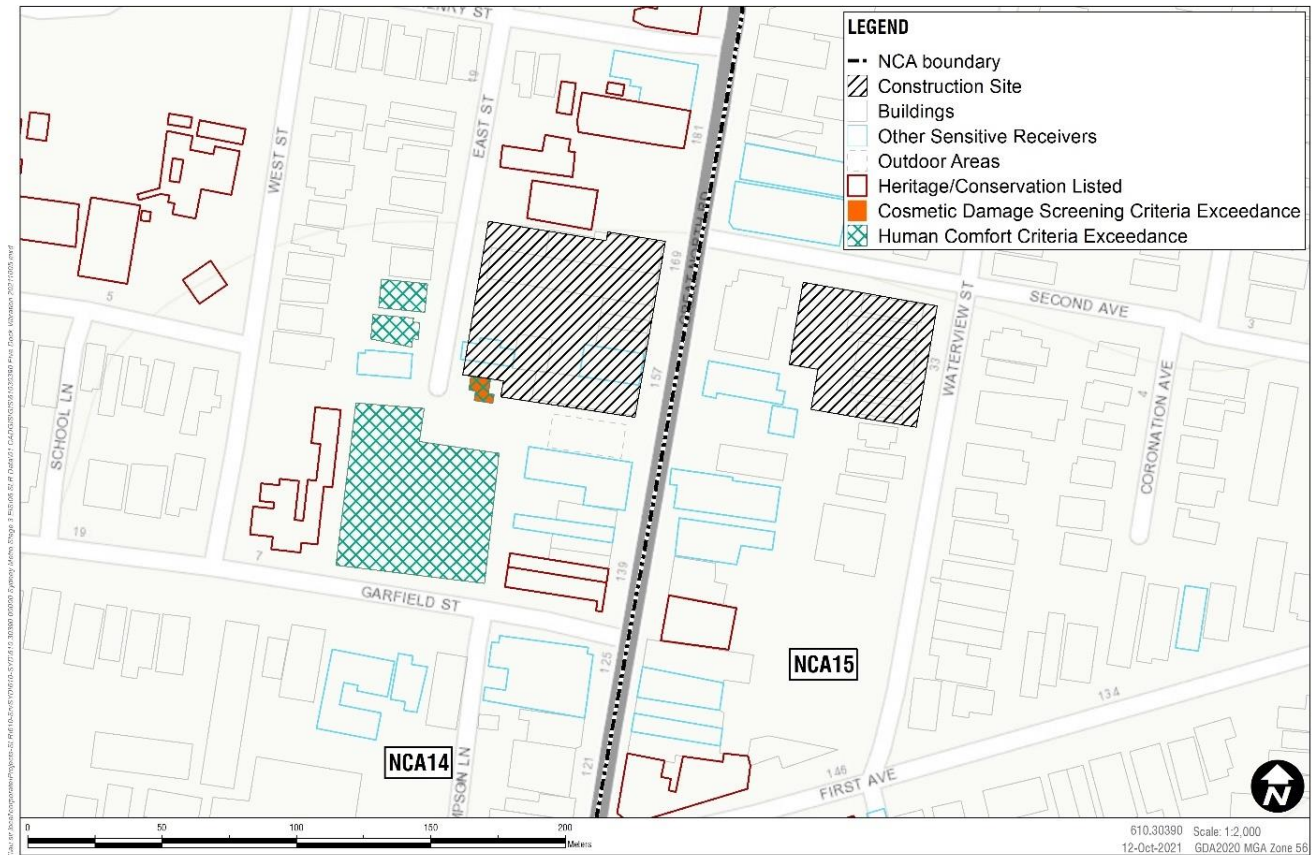 LEGEND
NCA boundary
Construction Site
Buildings
Other Sensitive Receivers
Outdoor Areas
Heritage/Conservation Listed
Cosmetic Damage Screening Criteria Exceedance
Human Comfort Criteria Exceedance
EAST ST
19
181
WEST ST
169
SECOND AVE
3
5
157
33
WATERVIEW ST
4
CORONATION AVE
SCHOOL LN
19
7
GARFIELD ST
139
125
NCA15
134
NCA14
121
146
FIRST AVE
N
0 50 100 150 200
Meters
610.30390 Scale: 1:2,000
12-Oct-2021 GDA2020 MGA Zone 56